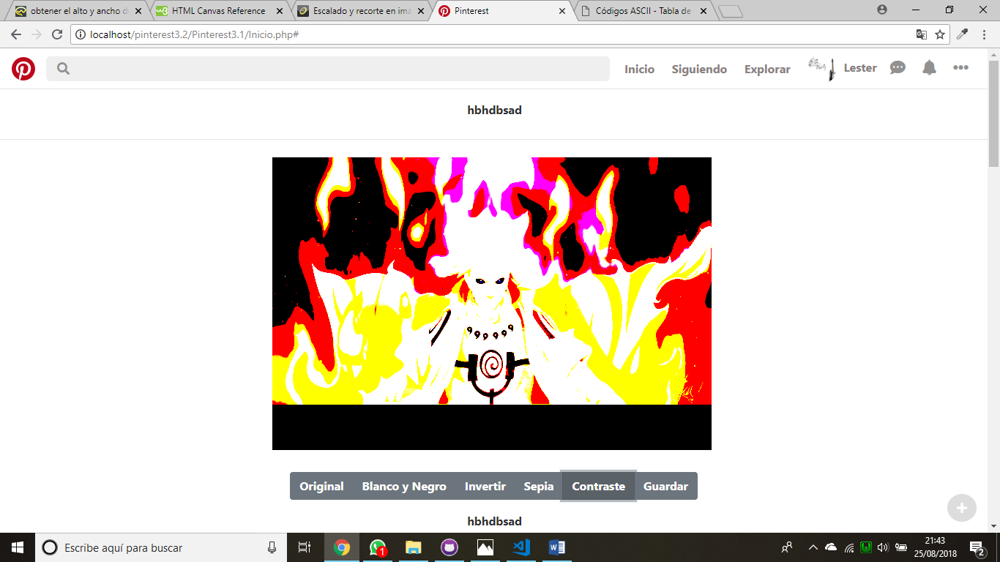 obtener el alto y ancho d
HTML Canvas Reference
Escalado y recorte en imá
Pinterest
Códigos ASCII - Tabla de
localhost/pinterest3.2/Pinterest3.1/Inicio.php#
Inicio Siguiendo Explorar Lester
hbhdbsad
Original Blanco y Negro Invertir Sepia Contraste Guardar
hbhdbsad
Escribe aquí para buscar
1
21:43
25/08/2018
2